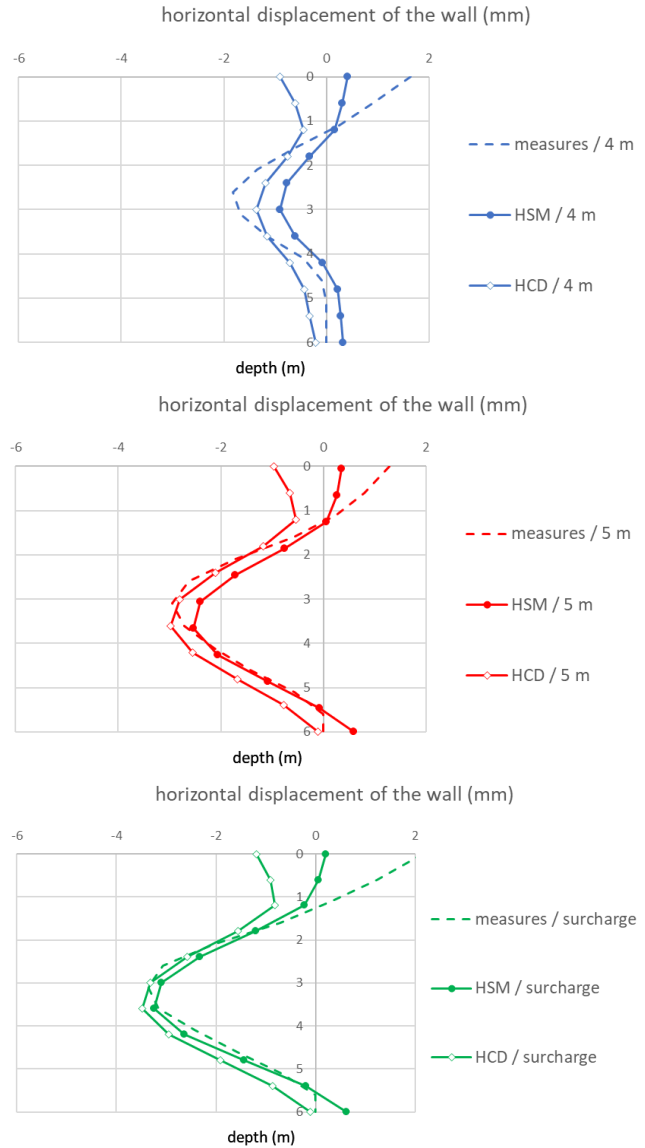 horizontal displacement of the wall (mm)
-6 -4 -2 0 2
0
1
2
3
4
5
6
measures / 4 m
HSM / 4 m
HCD / 4 m
depth (m)
horizontal displacement of the wall (mm)
-6 -4 -2 0 2
0
1
2
3
4
5
6
measures / 5 m
HSM / 5 m
HCD / 5 m
depth (m)
horizontal displacement of the wall (mm)
-6 -4 -2 0 2
0
1
2
3
4
5
6
measures / surcharge
HSM / surcharge
HCD / surcharge
depth (m)